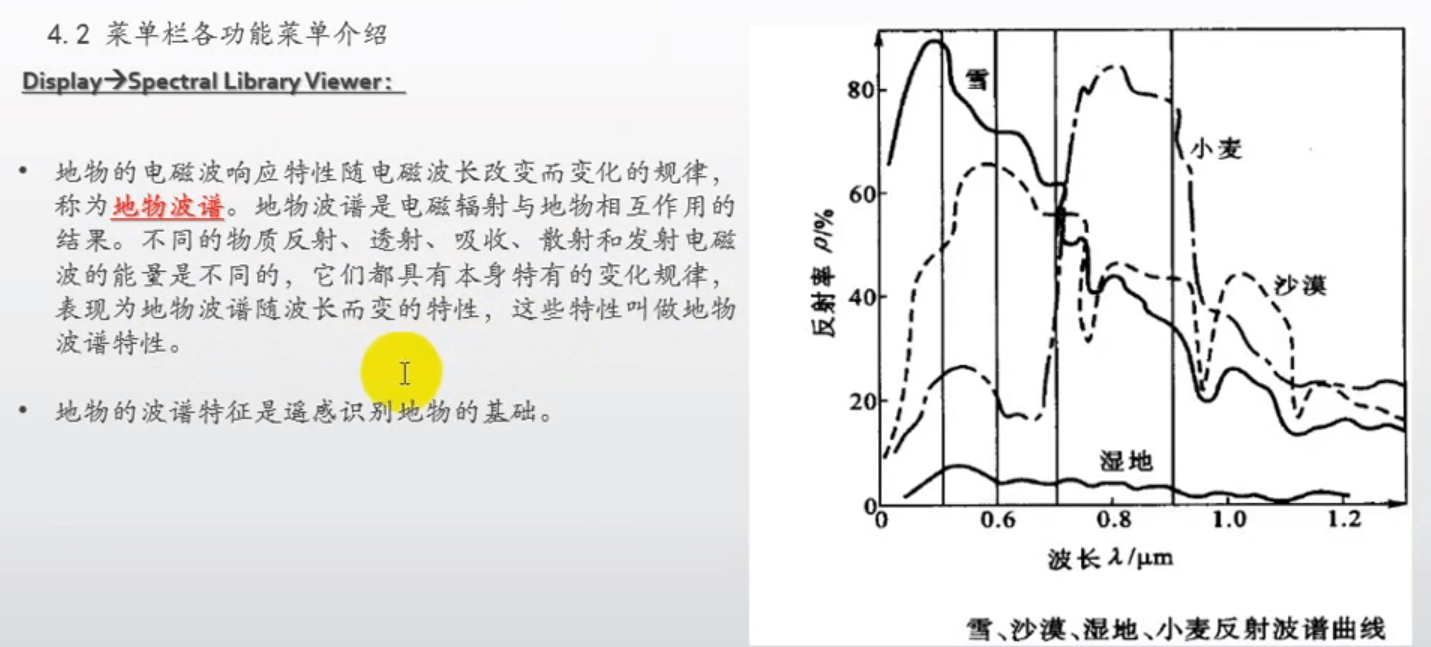 4.2 菜单栏各功能菜单介绍
Display→Spectral Library Viewer：
• 地物的电磁波响应特性随电磁波长改变而变化的规律，
称为地物波谱。地物波谱是电磁辐射与地物相互作用的
结果。不同的物质反射、透射、吸收、散射和发射电磁
波的能量是不同的，它们都具有本身特有的变化规律，
表现为地物波谱随波长而变的特性，这些特性叫做地物
波谱特性。
• 地物的波谱特征是遥感识别地物的基础。
反射率 ρ/%
80
60
40
20
0
雪
小麦
沙漠
湿地
0 0.6 0.8 1.0 1.2
波长 λ/μm
雪、沙漠、湿地、小麦反射波谱曲线